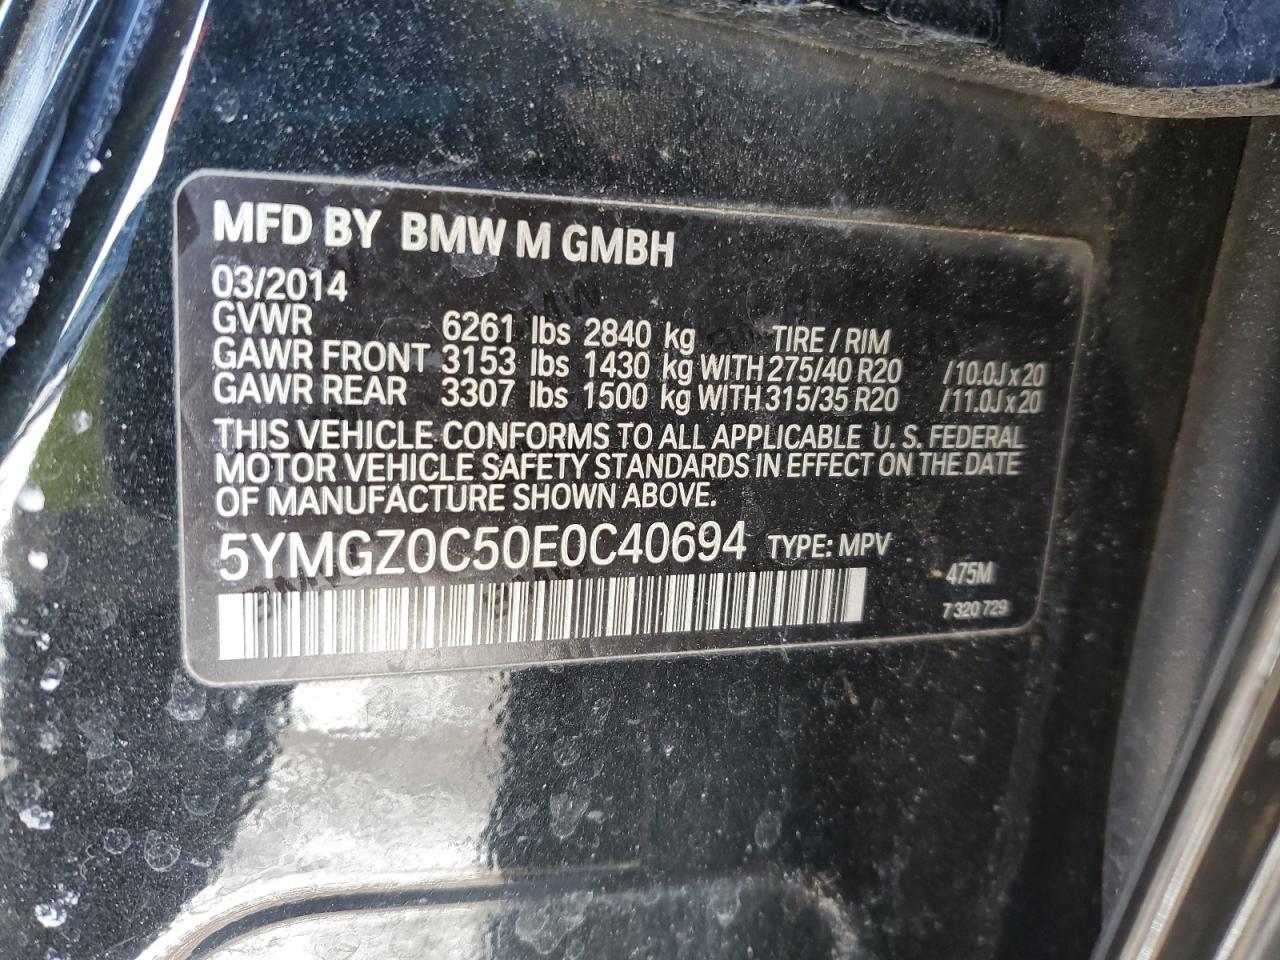 MFD BY BMW M GMBH
03/2014
GVWR 6261 lbs 2840 kg TIRE / RIM
GAWR FRONT 3153 lbs 1430 kg WITH 275/40 R20 /10.0J x 20
GAWR REAR 3307 lbs 1500 kg WITH 315/35 R20 /11.0J x 20
THIS VEHICLE CONFORMS TO ALL APPLICABLE U. S. FEDERAL
MOTOR VEHICLE SAFETY STANDARDS IN EFFECT ON THE DATE
OF MANUFACTURE SHOWN ABOVE.
5YMGZ0C50E0C40694 TYPE: MPV
475M
7 320 729